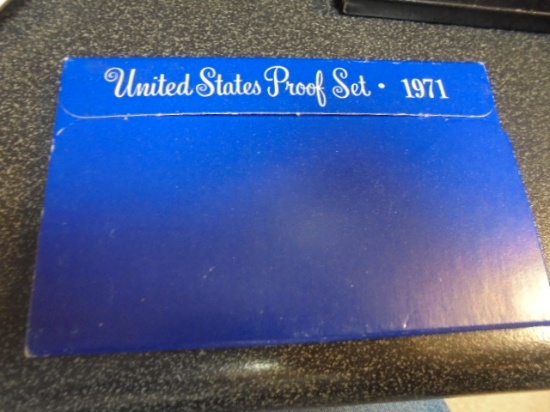 United States Proof Set • 1971